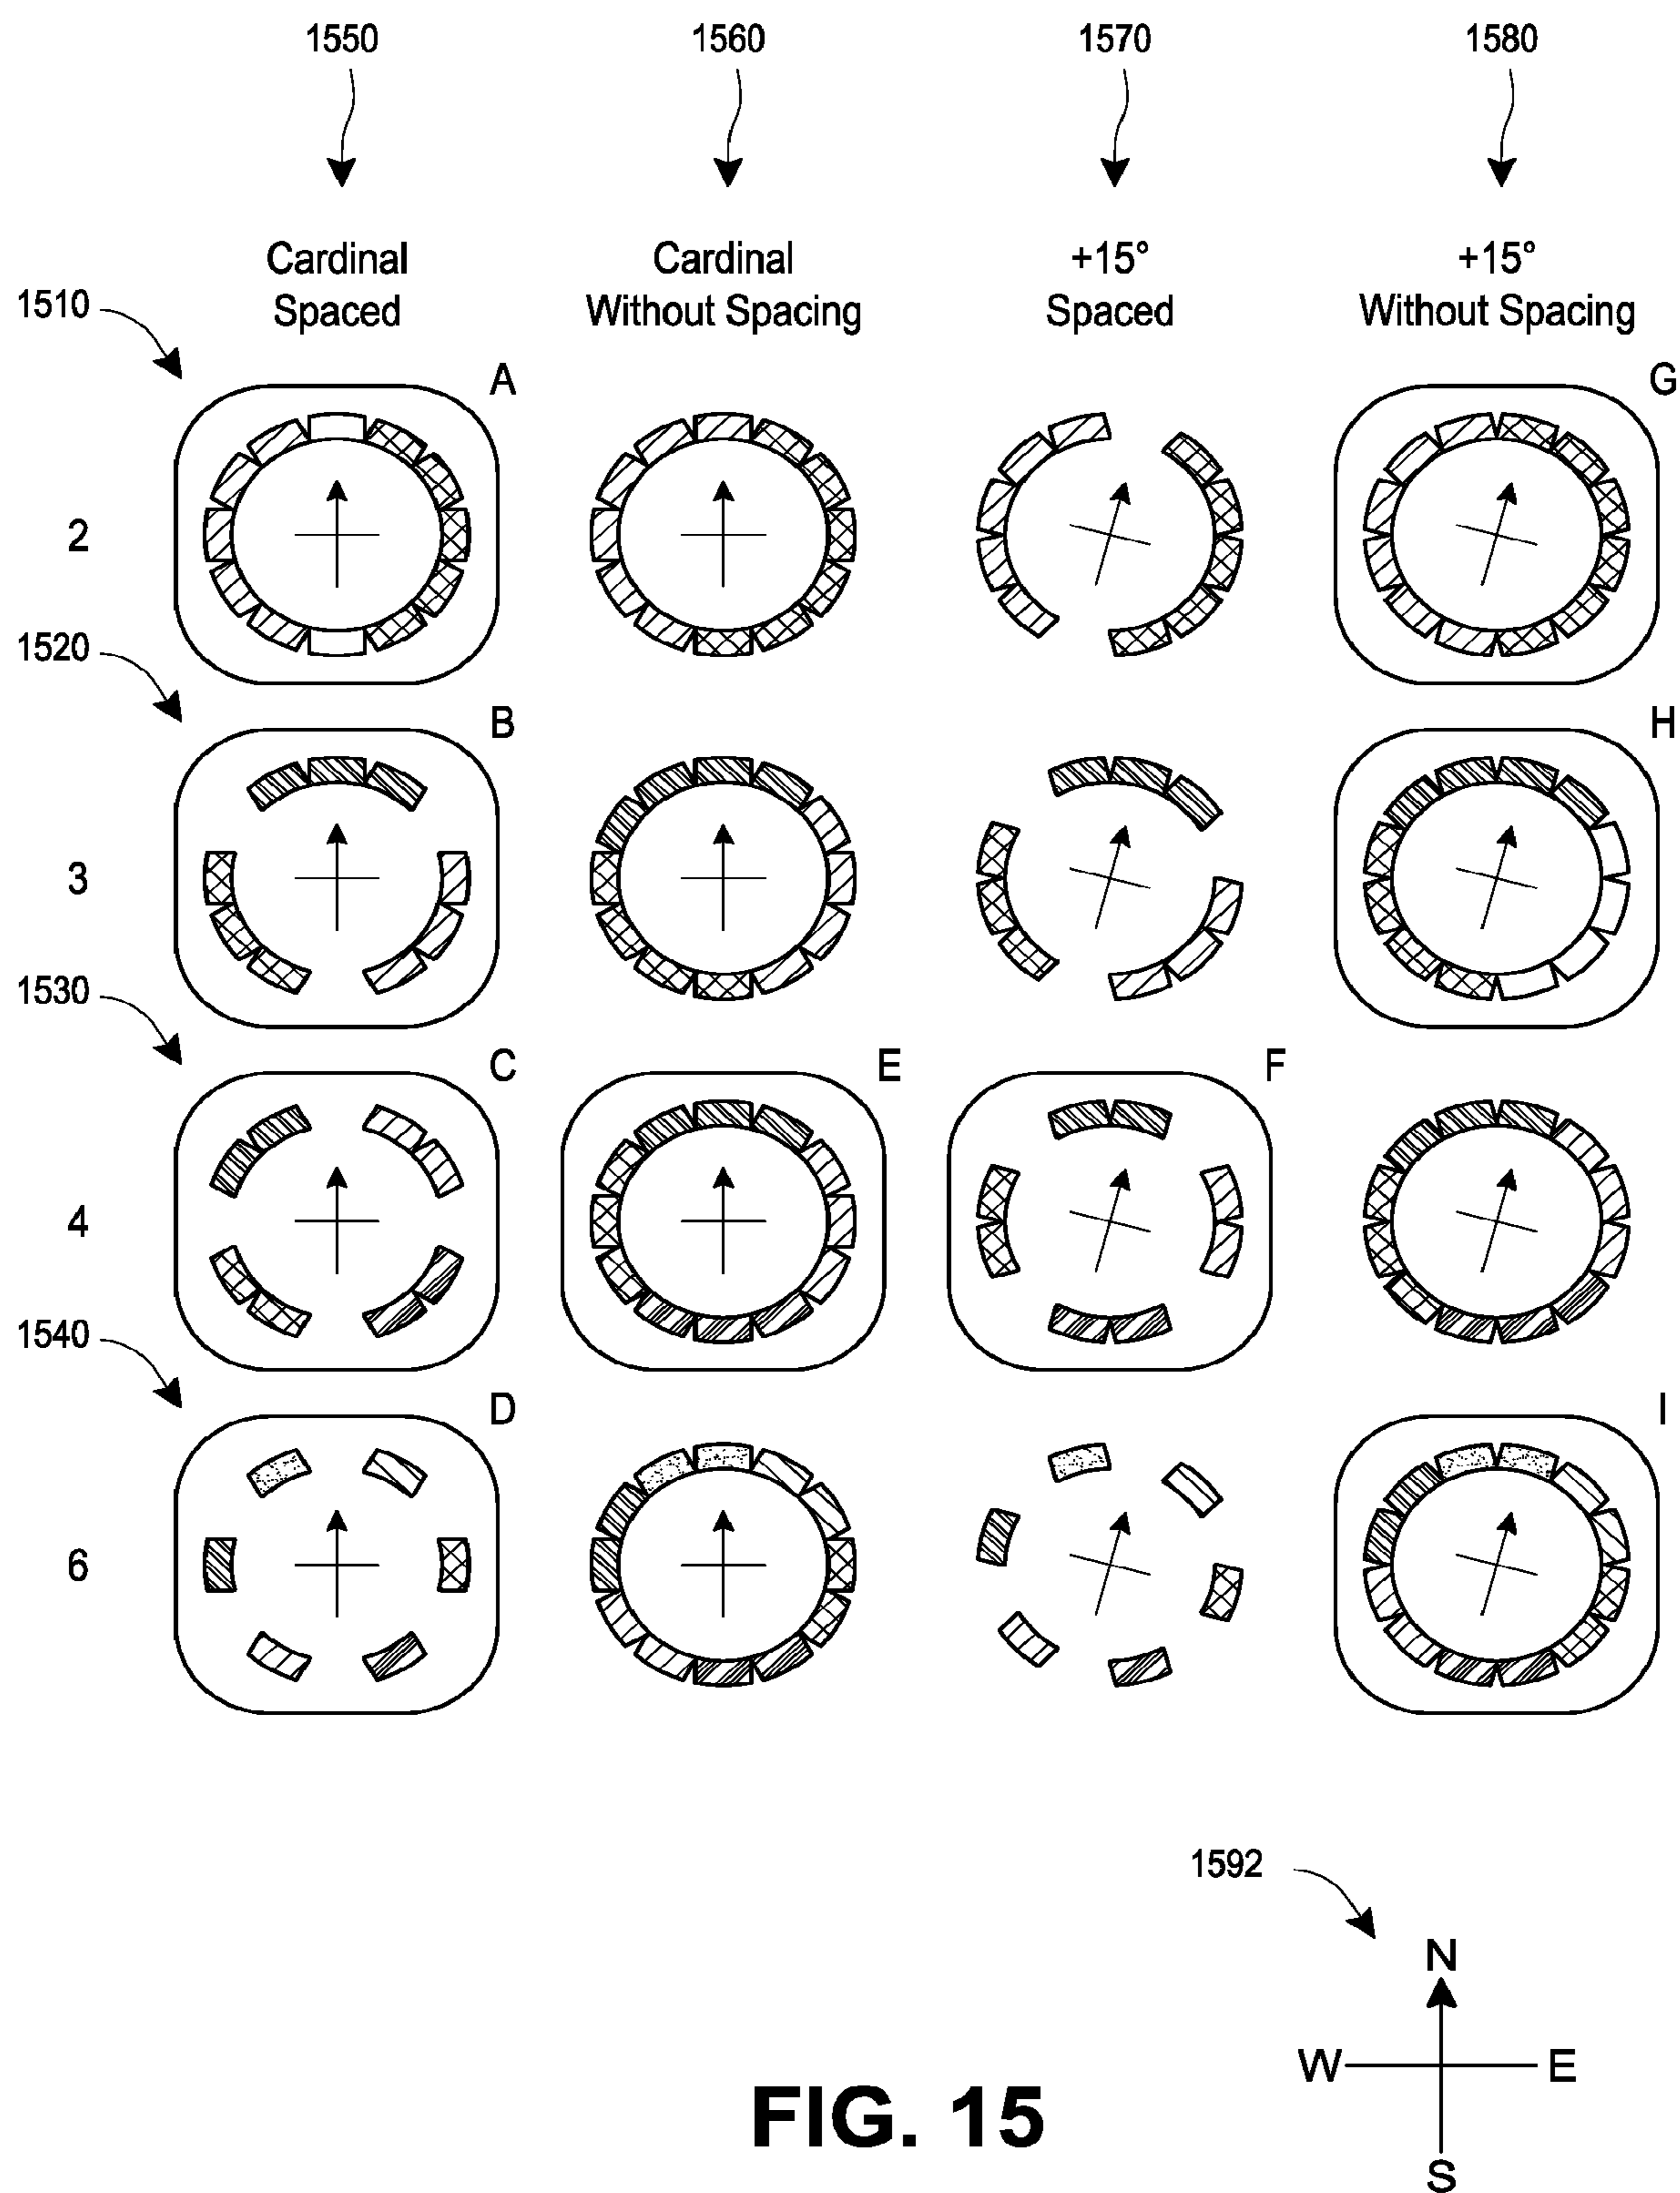 1550 1560 1570 1580
Cardinal Cardinal +15° +15°
1510 Spaced Without Spacing Spaced Without Spacing
A G
2
1520
B H
3
1530
C E F
4
1540
D I
6
1592
N
W E
FIG. 15
S